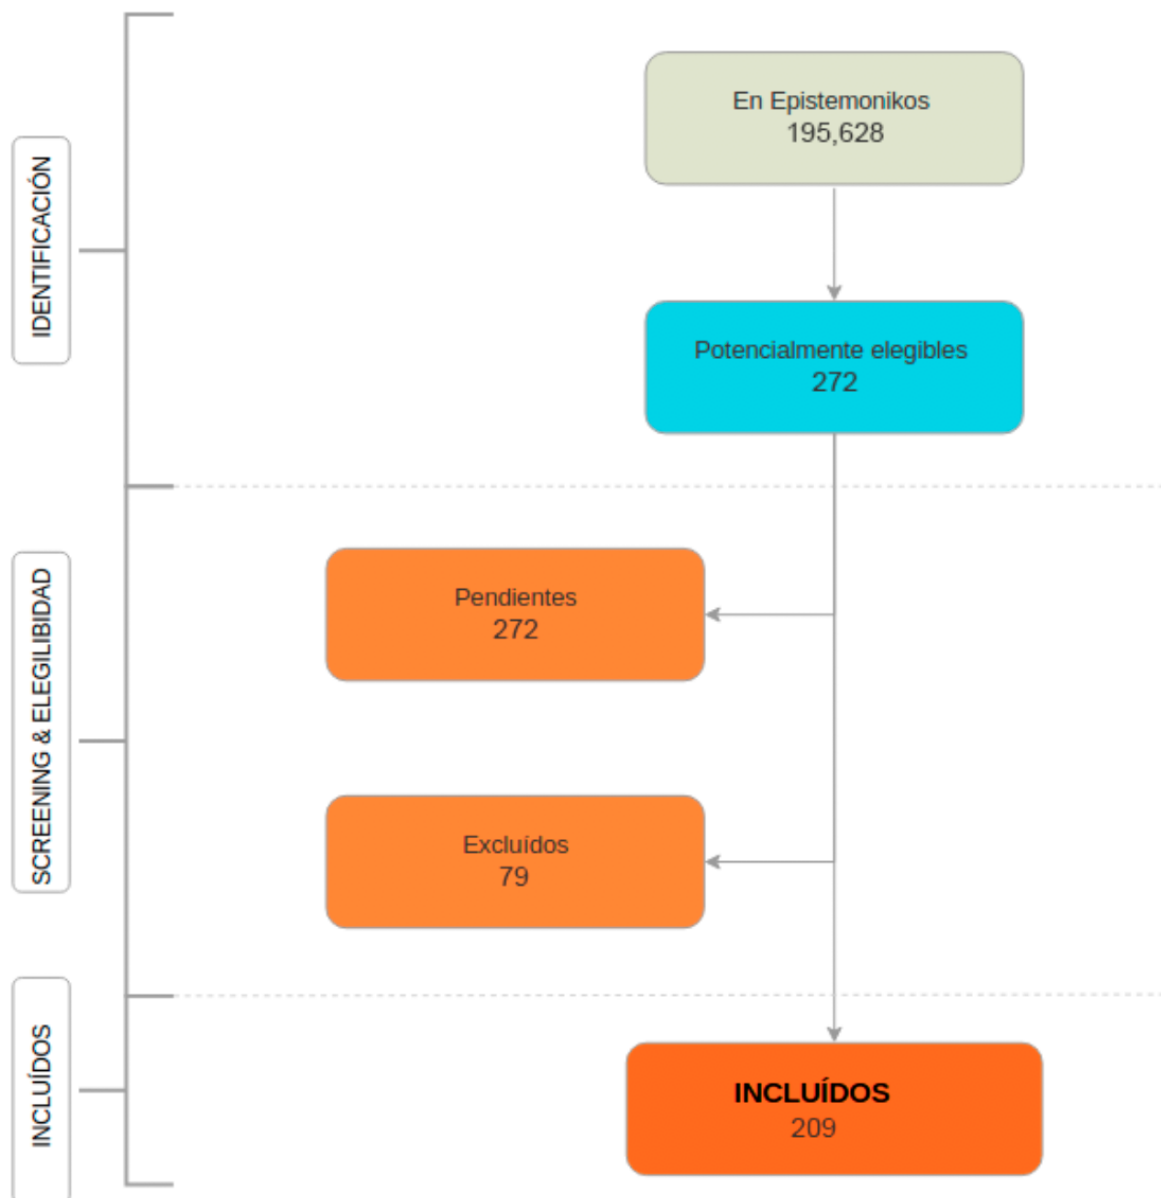 IDENTIFICACIÓN
En Epistemonikos
195,628
Potencialmente elegibles
272
SCREENING & ELEGILIBIDAD
Pendientes
272
Excluídos
79
INCLUÍDOS
INCLUÍDOS
209